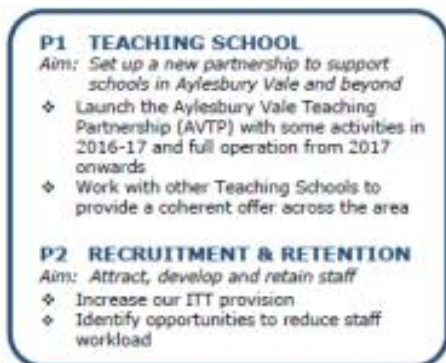 P1 TEACHING SCHOOL
Aim: Set up a new partnership to support
schools in Aylesbury Vale and beyond
❖ Launch the Aylesbury Vale Teaching
Partnership (AVTP) with some activities in
2016-17 and full operation from 2017
onwards
❖ Work with other Teaching Schools to
provide a coherent offer across the area
P2 RECRUITMENT & RETENTION
Aim: Attract, develop and retain staff
❖ Increase our ITT provision
❖ Identify opportunities to reduce staff
workload